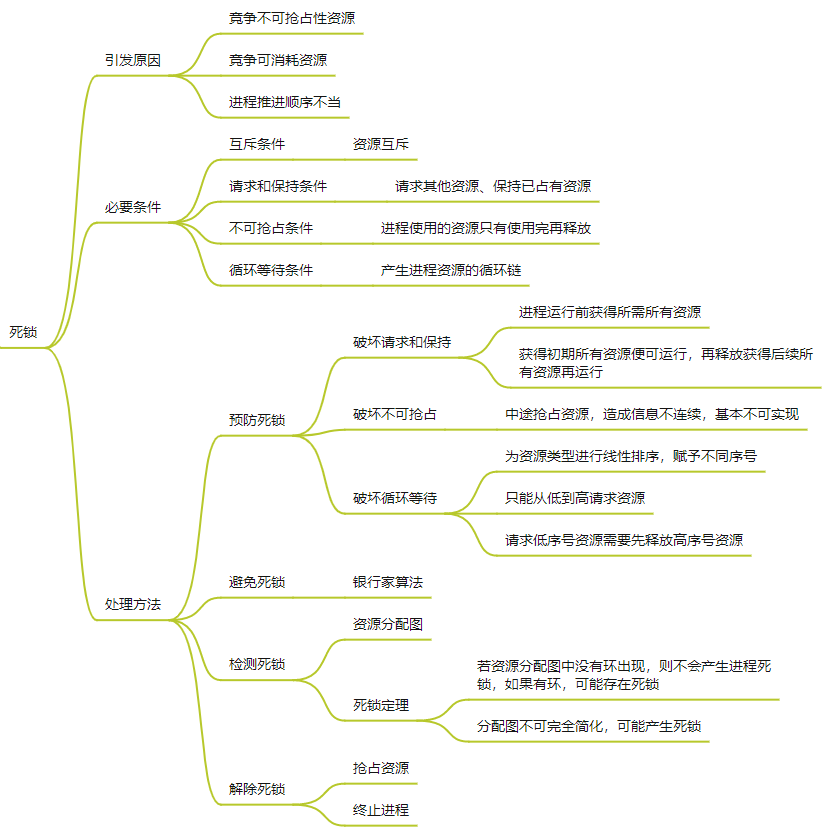 死锁
引发原因
竞争不可抢占性资源
竞争可消耗资源
进程推进顺序不当
必要条件
互斥条件
资源互斥
请求和保持条件
请求其他资源、保持已占有资源
不可抢占条件
进程使用的资源只有使用完再释放
循环等待条件
产生进程资源的循环链
处理方法
预防死锁
破坏请求和保持
进程运行前获得所需所有资源
获得初期所有资源便可运行，再释放获得后续所
有资源再运行
破坏不可抢占
中途抢占资源，造成信息不连续，基本不可实现
破坏循环等待
为资源类型进行线性排序，赋予不同序号
只能从低到高请求资源
请求低序号资源需要先释放高序号资源
避免死锁
银行家算法
检测死锁
资源分配图
死锁定理
若资源分配图中没有环出现，则不会产生进程死
锁，如果有环，可能存在死锁
分配图不可完全简化，可能产生死锁
解除死锁
抢占资源
终止进程